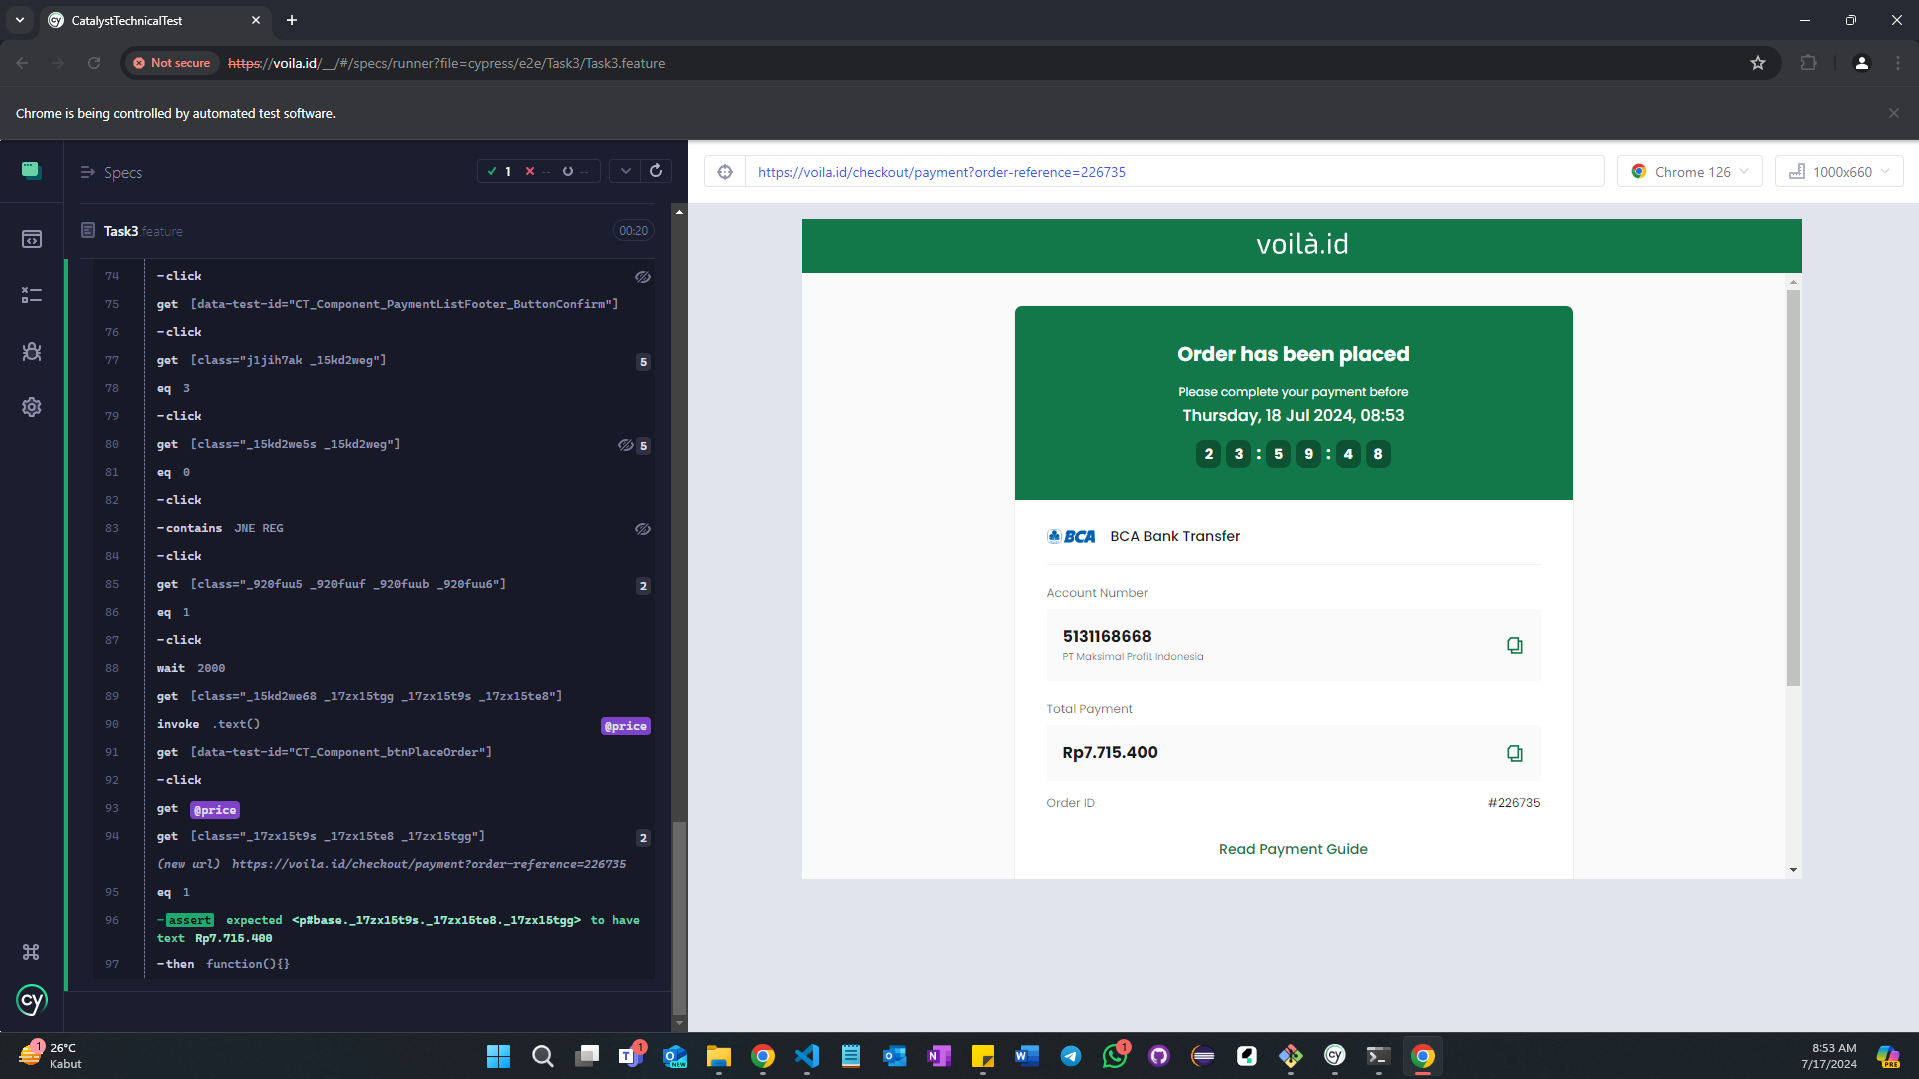 CatalystTechnicalTest
Not secure
https://voila.id/__/#/specs/runner?file=cypress/e2e/Task3/Task3.feature
Chrome is being controlled by automated test software.
Specs
1 -- --
Task3.feature 00:20
74 -click
75 get [data-test-id="CT_Component_PaymentListFooter_ButtonConfirm"]
76 -click
77 get [class="j1jih7ak _15kd2weg"] 5
78 eq 3
79 -click
80 get [class="_15kd2we5s _15kd2weg"] 5
81 eq 0
82 -click
83 -contains JNE REG
84 -click
85 get [class="_920fuu5 _920fuuf _920fuub _920fuu6"] 2
86 eq 1
87 -click
88 wait 2000
89 get [class="_15kd2we68 _17zx15tgg _17zx15t9s _17zx15te8"]
90 invoke .text() @price
91 get [data-test-id="CT_Component_btnPlaceOrder"]
92 -click
93 get @price
94 get [class="_17zx15t9s _17zx15te8 _17zx15tgg"] 2
(new url) https://voila.id/checkout/payment?order-reference=226735
95 eq 1
96 -assert expected <p#base._17zx15t9s._17zx15te8._17zx15tgg> to have
text Rp7.715.400
97 -then function(){}
cy
https://voila.id/checkout/payment?order-reference=226735
Chrome 126
1000x660
voilà.id
Order has been placed
Please complete your payment before
Thursday, 18 Jul 2024, 08:53
23:59:48
BCA BCA Bank Transfer
Account Number
5131168668
PT Maksimal Profit Indonesia
Total Payment
Rp7.715.400
Order ID #226735
Read Payment Guide
1
26°C
Kabut
1
1
8:53 AM
7/17/2024